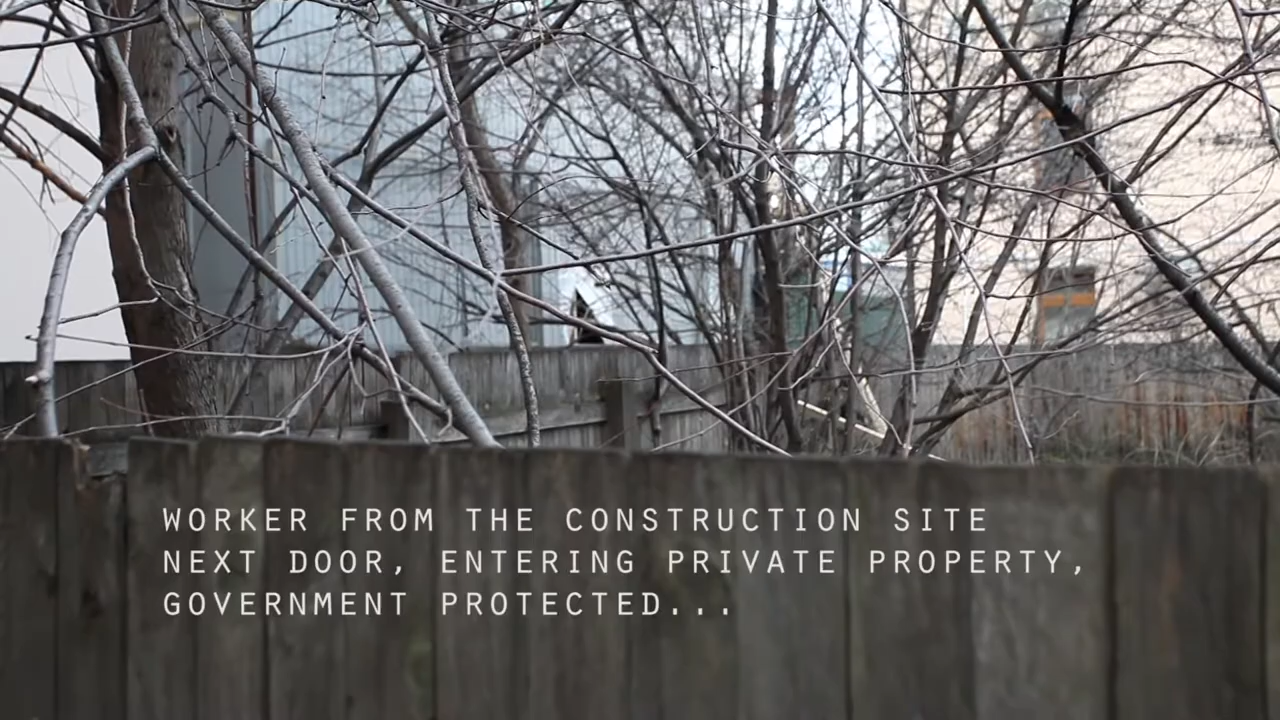 WORKER FROM THE CONSTRUCTION SITE
NEXT DOOR, ENTERING PRIVATE PROPERTY,
GOVERNMENT PROTECTED...